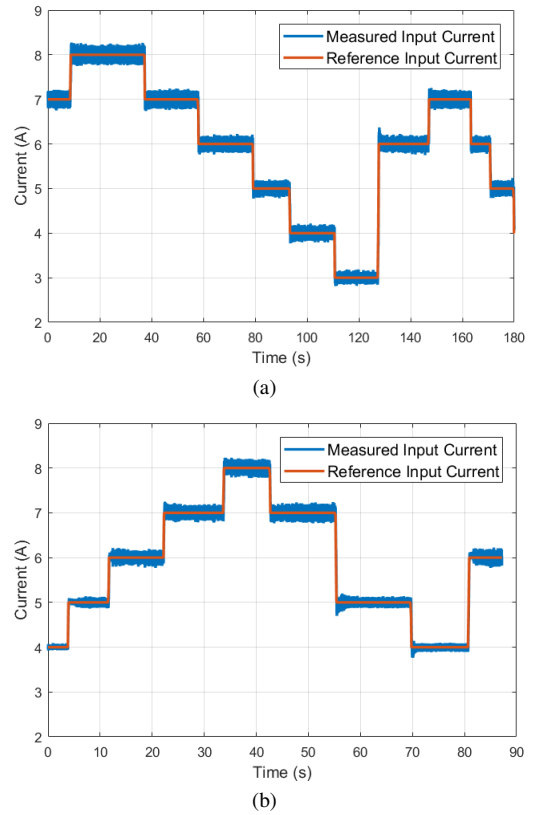 9
8
7
6
5
4
3
2
Current (A)
Measured Input Current
Reference Input Current
0 20 40 60 80 100 120 140 160 180
Time (s)
(a)
9
8
7
6
5
4
3
2
Current (A)
Measured Input Current
Reference Input Current
0 10 20 30 40 50 60 70 80 90
Time (s)
(b)